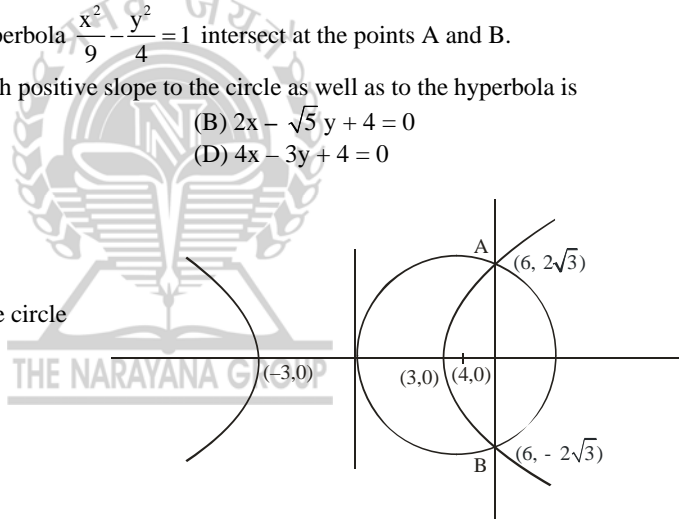 perbola x²/9 − y²/4 = 1 intersect at the points A and B.
h positive slope to the circle as well as to the hyperbola is
(B) 2x – √5 y + 4 = 0
(D) 4x – 3y + 4 = 0
A
(6, 2√3)
e circle
THE NARAYANA GROUP
(–3,0)
(3,0)
(4,0)
B
(6, - 2√3)